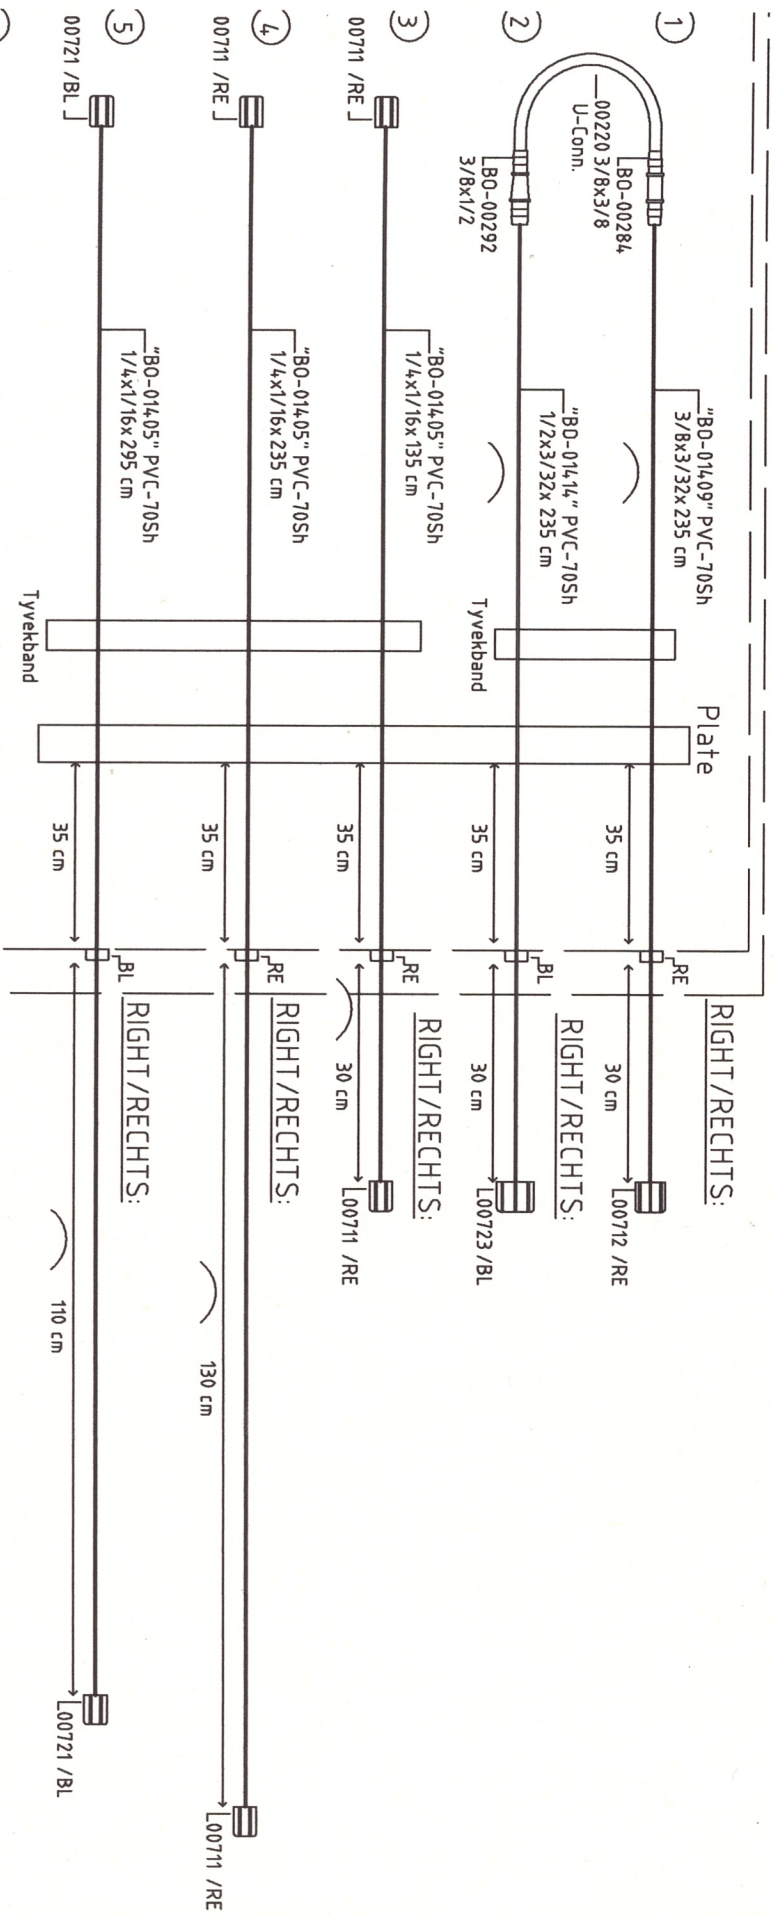 1
BO-00284
00220 3/8x3/8
U-Conn.
"BO-01409" PVC-70Sh
3/8x3/32x 235 cm
Plate
35 cm
RE
RIGHT/RECHTS:
30 cm
00712 /RE
2
BO-00292
3/8x1/2
"BO-01414" PVC-70Sh
1/2x3/32x 235 cm
Tyvekband
35 cm
BL
RIGHT/RECHTS:
30 cm
00723 /BL
3
00711 /RE
"BO-01405" PVC-70Sh
1/4x1/16x 135 cm
35 cm
RE
RIGHT/RECHTS:
30 cm
00711 /RE
4
00711 /RE
"BO-01405" PVC-70Sh
1/4x1/16x 235 cm
35 cm
RE
RIGHT/RECHTS:
130 cm
00711 /RE
5
00721 /BL
"BO-01405" PVC-70Sh
1/4x1/16x 295 cm
Tyvekband
35 cm
BL
RIGHT/RECHTS:
110 cm
00721 /BL